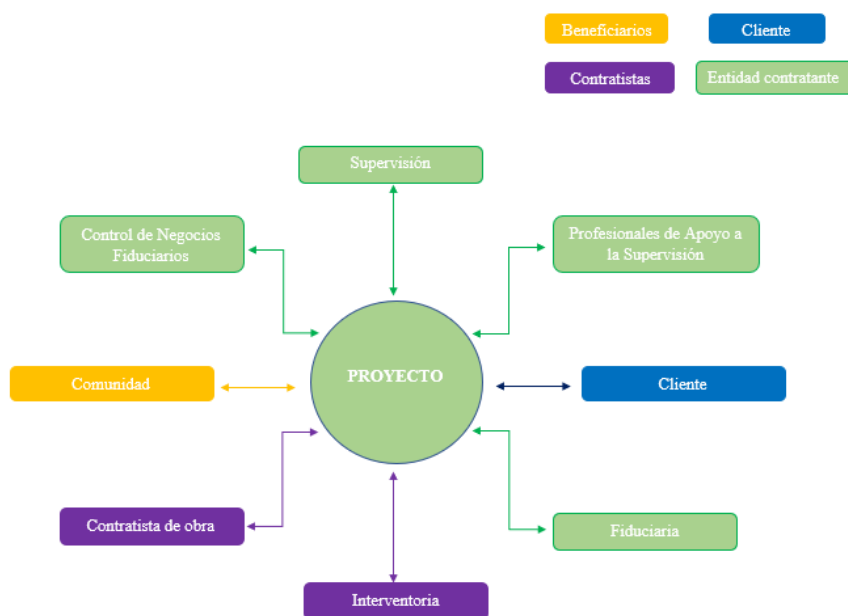 Beneficiarios
Cliente
Contratistas
Entidad contratante
Supervisión
Control de Negocios
Fiduciarios
Profesionales de Apoyo a
la Supervisión
PROYECTO
Comunidad
Cliente
Contratista de obra
Fiduciaria
Interventoria